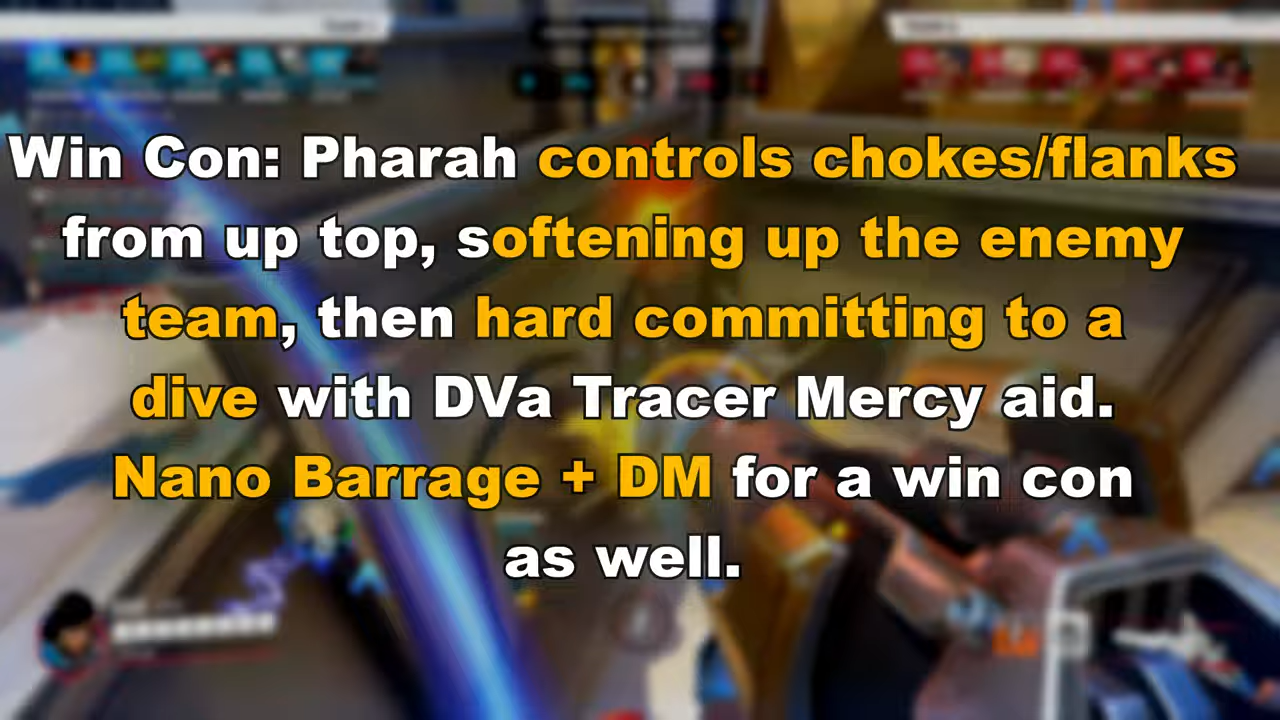 Win Con: Pharah controls chokes/flanks
from up top, softening up the enemy
team, then hard committing to a
dive with DVa Tracer Mercy aid.
Nano Barrage + DM for a win con
as well.